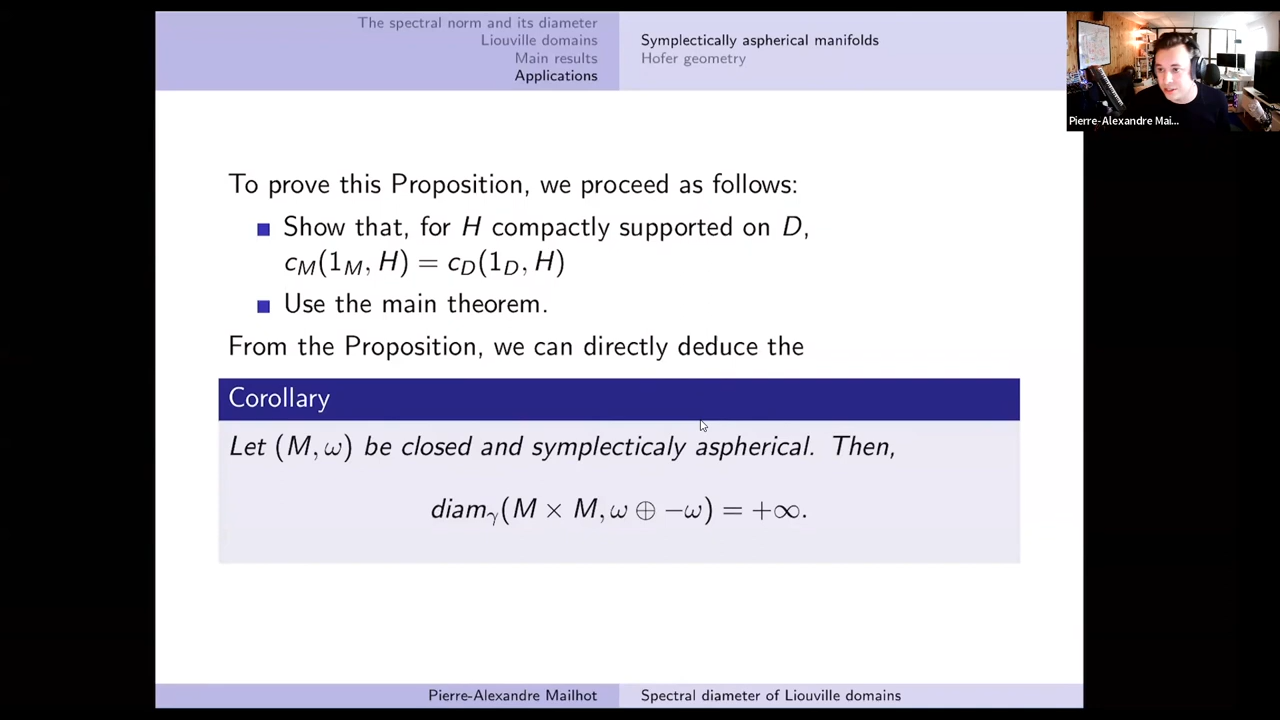 The spectral norm and its diameter
Liouville domains
Main results
Applications
Symplectically aspherical manifolds
Hofer geometry
Pierre-Alexandre Mai...
To prove this Proposition, we proceed as follows:
Show that, for H compactly supported on D,
c_M(1_M, H) = c_D(1_D, H)
Use the main theorem.
From the Proposition, we can directly deduce the
Corollary
Let (M, ω) be closed and symplecticaly aspherical. Then,
diam_γ(M × M, ω ⊕ −ω) = +∞.
Pierre-Alexandre Mailhot
Spectral diameter of Liouville domains